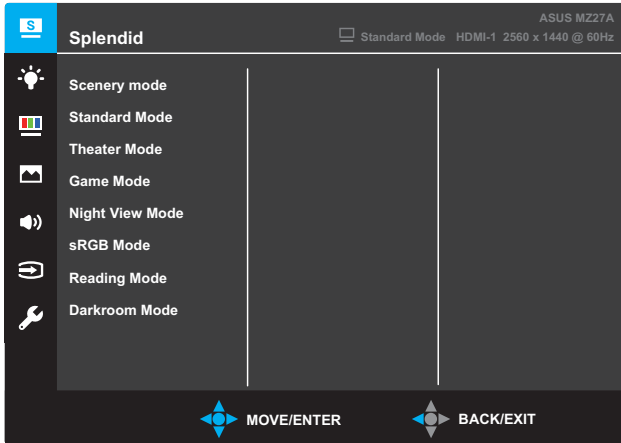 S
ASUS MZ27A
Splendid
Standard Mode HDMI-1 2560 x 1440 @ 60Hz
Scenery mode
Standard Mode
Theater Mode
Game Mode
Night View Mode
sRGB Mode
Reading Mode
Darkroom Mode
MOVE/ENTER BACK/EXIT